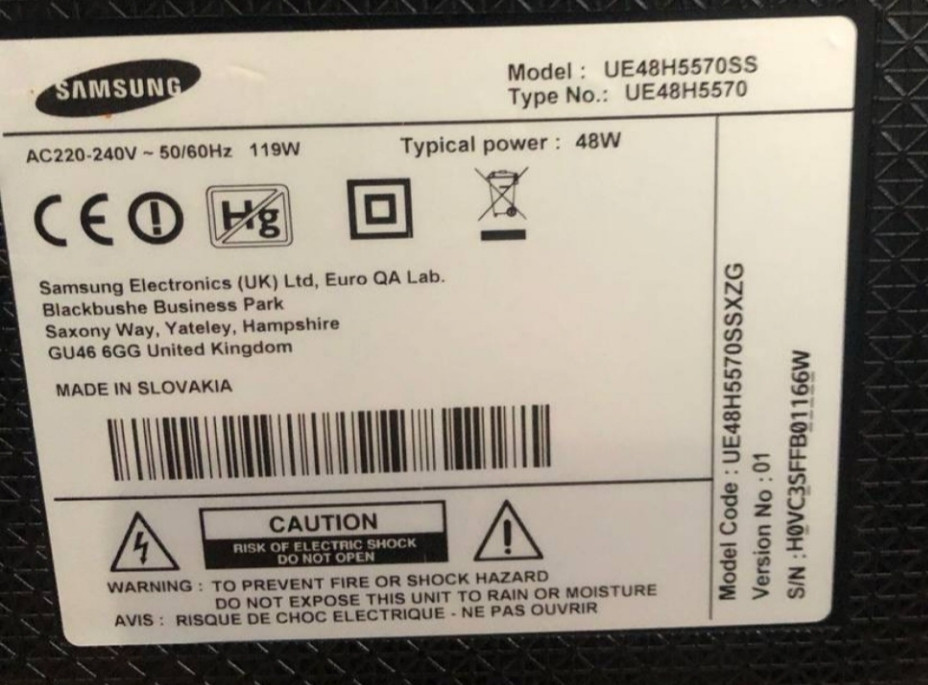 SAMSUNG
Model : UE48H5570SS
Type No.: UE48H5570
AC220-240V ~ 50/60Hz 119W
Typical power : 48W
CE
Hg
Samsung Electronics (UK) Ltd, Euro QA Lab.
Blackbushe Business Park
Saxony Way, Yateley, Hampshire
GU46 6GG United Kingdom
MADE IN SLOVAKIA
CAUTION
RISK OF ELECTRIC SHOCK
DO NOT OPEN
WARNING : TO PREVENT FIRE OR SHOCK HAZARD
DO NOT EXPOSE THIS UNIT TO RAIN OR MOISTURE
AVIS : RISQUE DE CHOC ELECTRIQUE - NE PAS OUVRIR
Model Code : UE48H5570SSXZG
Version No : 01
S/N : H0VC3SFFB01166W